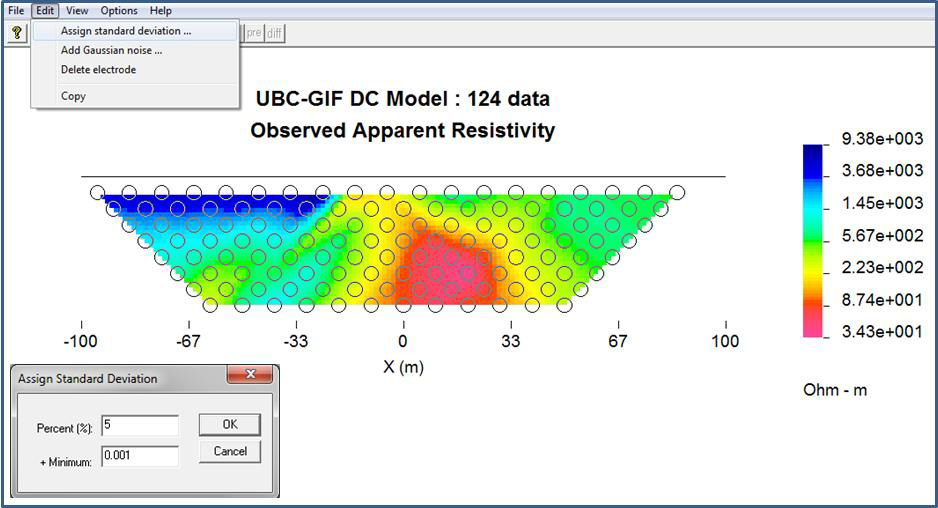 File Edit View Options Help
?
Assign standard deviation ...
Add Gaussian noise ...
Delete electrode
Copy
pre diff
UBC-GIF DC Model : 124 data
Observed Apparent Resistivity
9.38e+003
3.68e+003
1.45e+003
5.67e+002
2.23e+002
8.74e+001
3.43e+001
Ohm - m
-100 -67 -33 0 33 67 100
X (m)
Assign Standard Deviation
Percent (%): 5 OK
+ Minimum: 0.001 Cancel